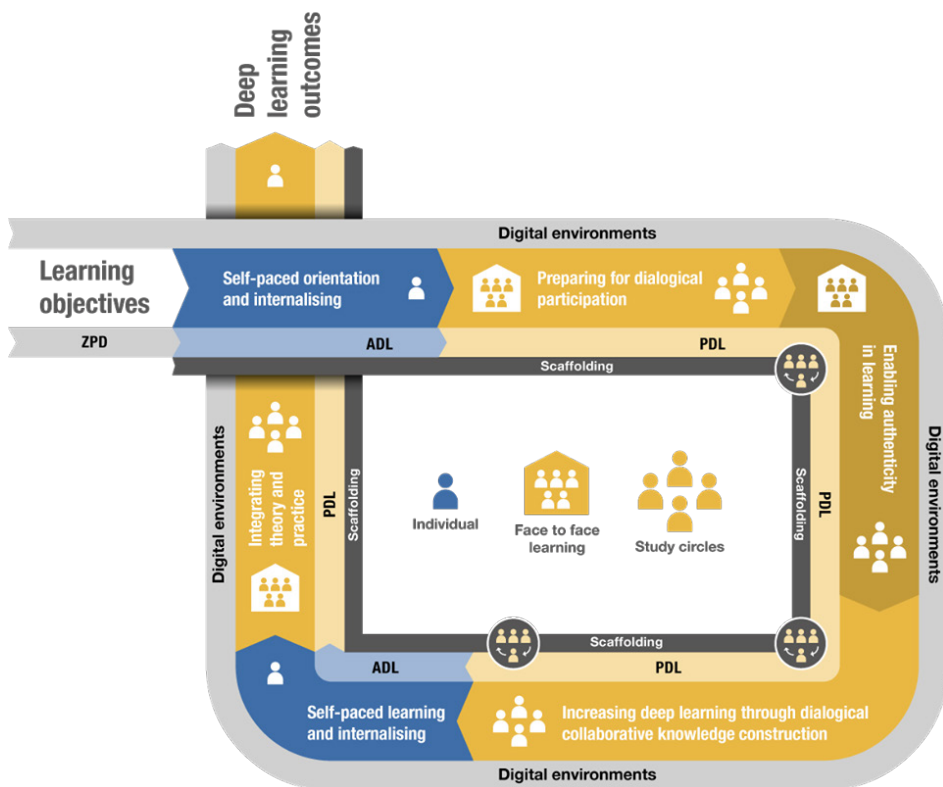 Deep
learning
outcomes
Digital environments
Learning
objectives
Self-paced orientation
and internalising
Preparing for dialogical
participation
ZPD
ADL
PDL
Scaffolding
Enabling authenticity
in learning
Digital environments
PDL
Scaffolding
Individual
Face to face
learning
Study circles
Digital environments
Integrating
theory and
practice
PDL
Scaffolding
Scaffolding
ADL
PDL
Self-paced learning
and internalising
Increasing deep learning through dialogical
collaborative knowledge construction
Digital environments